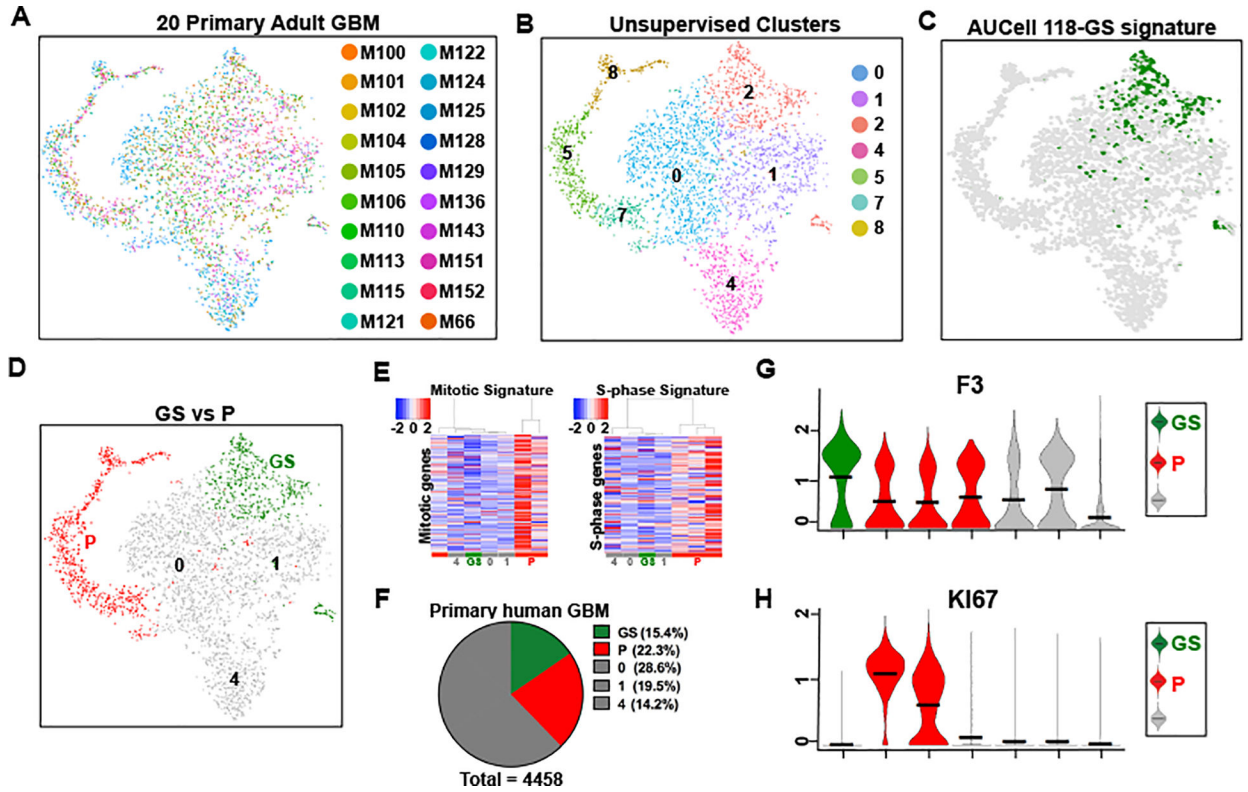 A
20 Primary Adult GBM
M100 M122
M101 M124
M102 M125
M104 M128
M105 M129
M106 M136
M110 M143
M113 M151
M115 M152
M121 M66
B
Unsupervised Clusters
8
2
5
0
1
7
4
0
1
2
4
5
7
8
C
AUCell 118-GS signature
D
GS vs P
GS
P
0
1
4
E
Mitotic Signature
-2 0 2
Mitotic genes
4 GS 0 1 P
S-phase Signature
-2 0 2
S-phase genes
4 0 GS 1 P
F
Primary human GBM
GS (15.4%)
P (22.3%)
0 (28.6%)
1 (19.5%)
4 (14.2%)
Total = 4458
G
F3
2
1
0
GS
P
H
KI67
2
1
0
GS
P